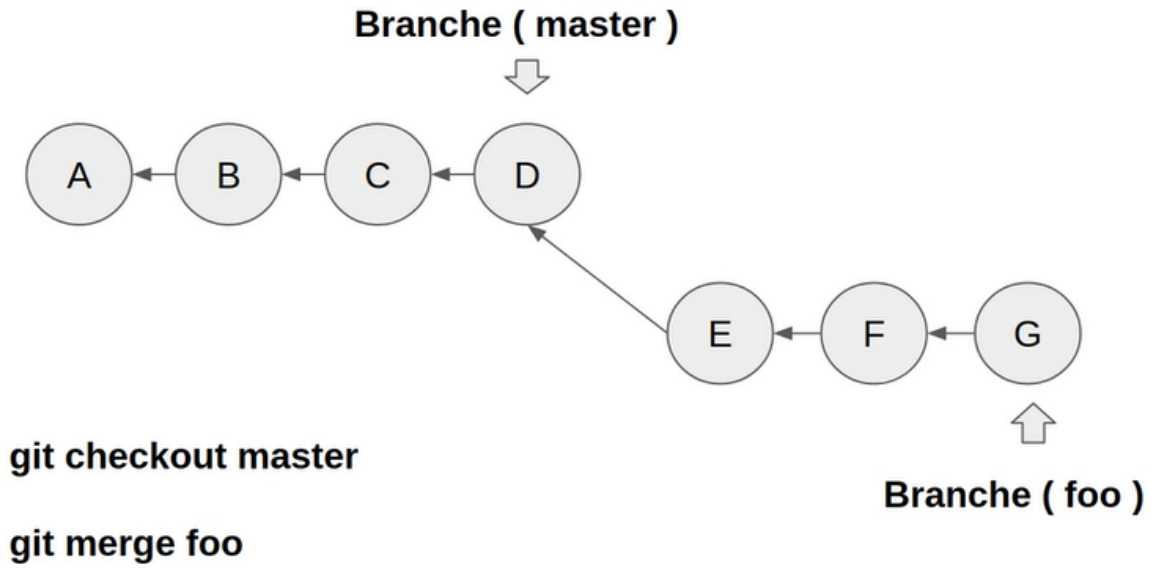 Branche ( master )
A B C D
E F G
git checkout master
Branche ( foo )
git merge foo